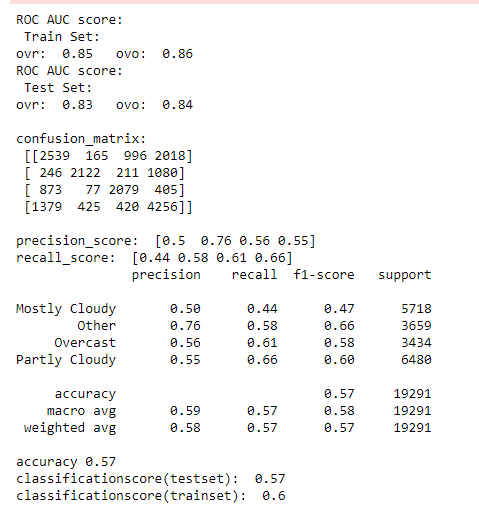 ROC AUC score:
Train Set:
ovr:  0.85   ovo:  0.86
ROC AUC score:
Test Set:
ovr:  0.83   ovo:  0.84
confusion_matrix:
[[2539  165  996 2018]
[ 246 2122  211 1080]
[ 873   77 2079  405]
[1379  425  420 4256]]
precision_score:  [0.5  0.76 0.56 0.55]
recall_score:  [0.44 0.58 0.61 0.66]
precision    recall  f1-score   support
Mostly Cloudy       0.50      0.44      0.47      5718
Other       0.76      0.58      0.66      3659
Overcast       0.56      0.61      0.58      3434
Partly Cloudy       0.55      0.66      0.60      6480
accuracy                           0.57     19291
macro avg       0.59      0.57      0.58     19291
weighted avg       0.58      0.57      0.57     19291
accuracy 0.57
classificationscore(testset):  0.57
classificationscore(trainset):  0.6